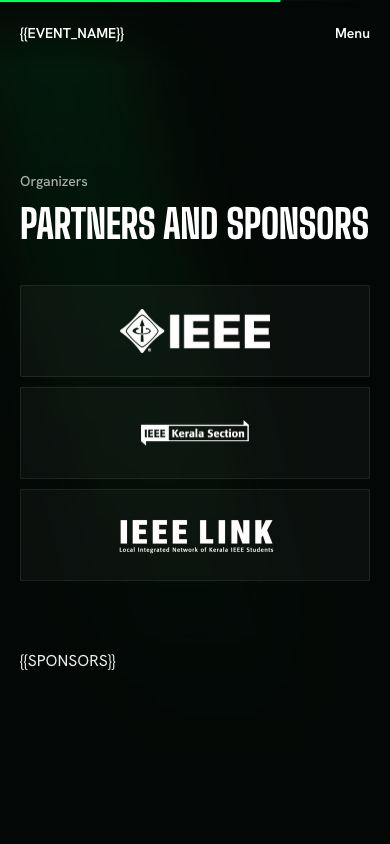 {{EVENT_NAME}}
Menu
Organizers
PARTNERS AND SPONSORS
IEEE
IEEE Kerala Section
IEEE LINK
Local Integrated Network of Kerala IEEE Students
{{SPONSORS}}